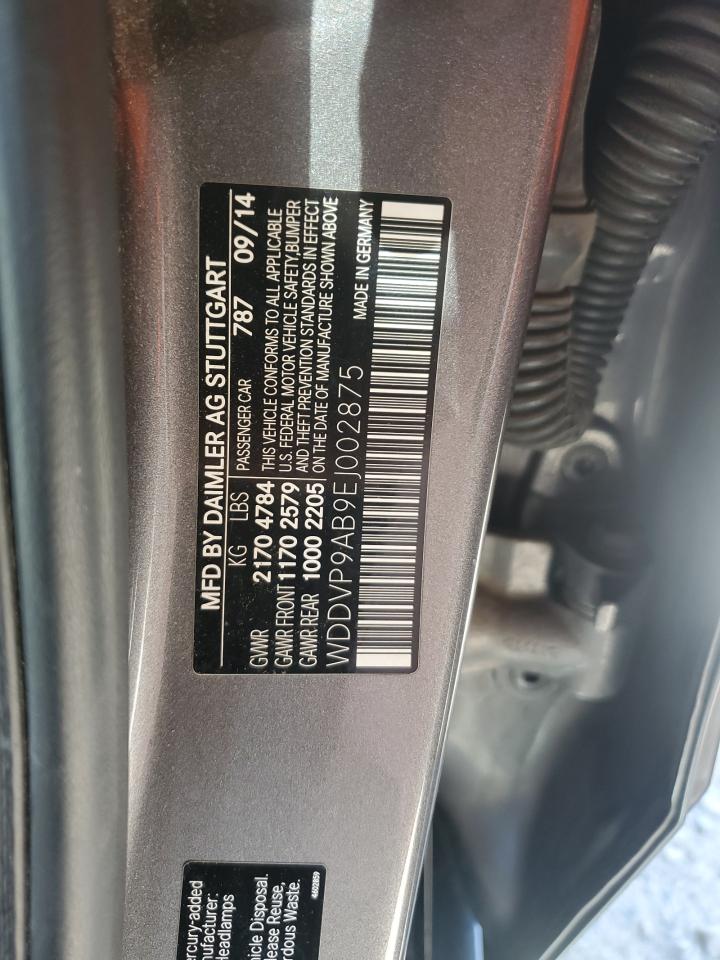 MFD BY DAIMLER AG STUTTGART
KG LBS PASSENGER CAR 787 09/14
GVWR 2170 4784 THIS VEHICLE CONFORMS TO ALL APPLICABLE
GAWR FRONT 1170 2579 U.S. FEDERAL MOTOR VEHICLE SAFETY, BUMPER
GAWR REAR 1000 2205 AND THEFT PREVENTION STANDARDS IN EFFECT
ON THE DATE OF MANUFACTURE SHOWN ABOVE
WDDVP9AB9EJ002875 MADE IN GERMANY
ercury-added
anufacturer:
Headlamps
hicle Disposal.
lease Reuse,
rdous Waste.
4602859